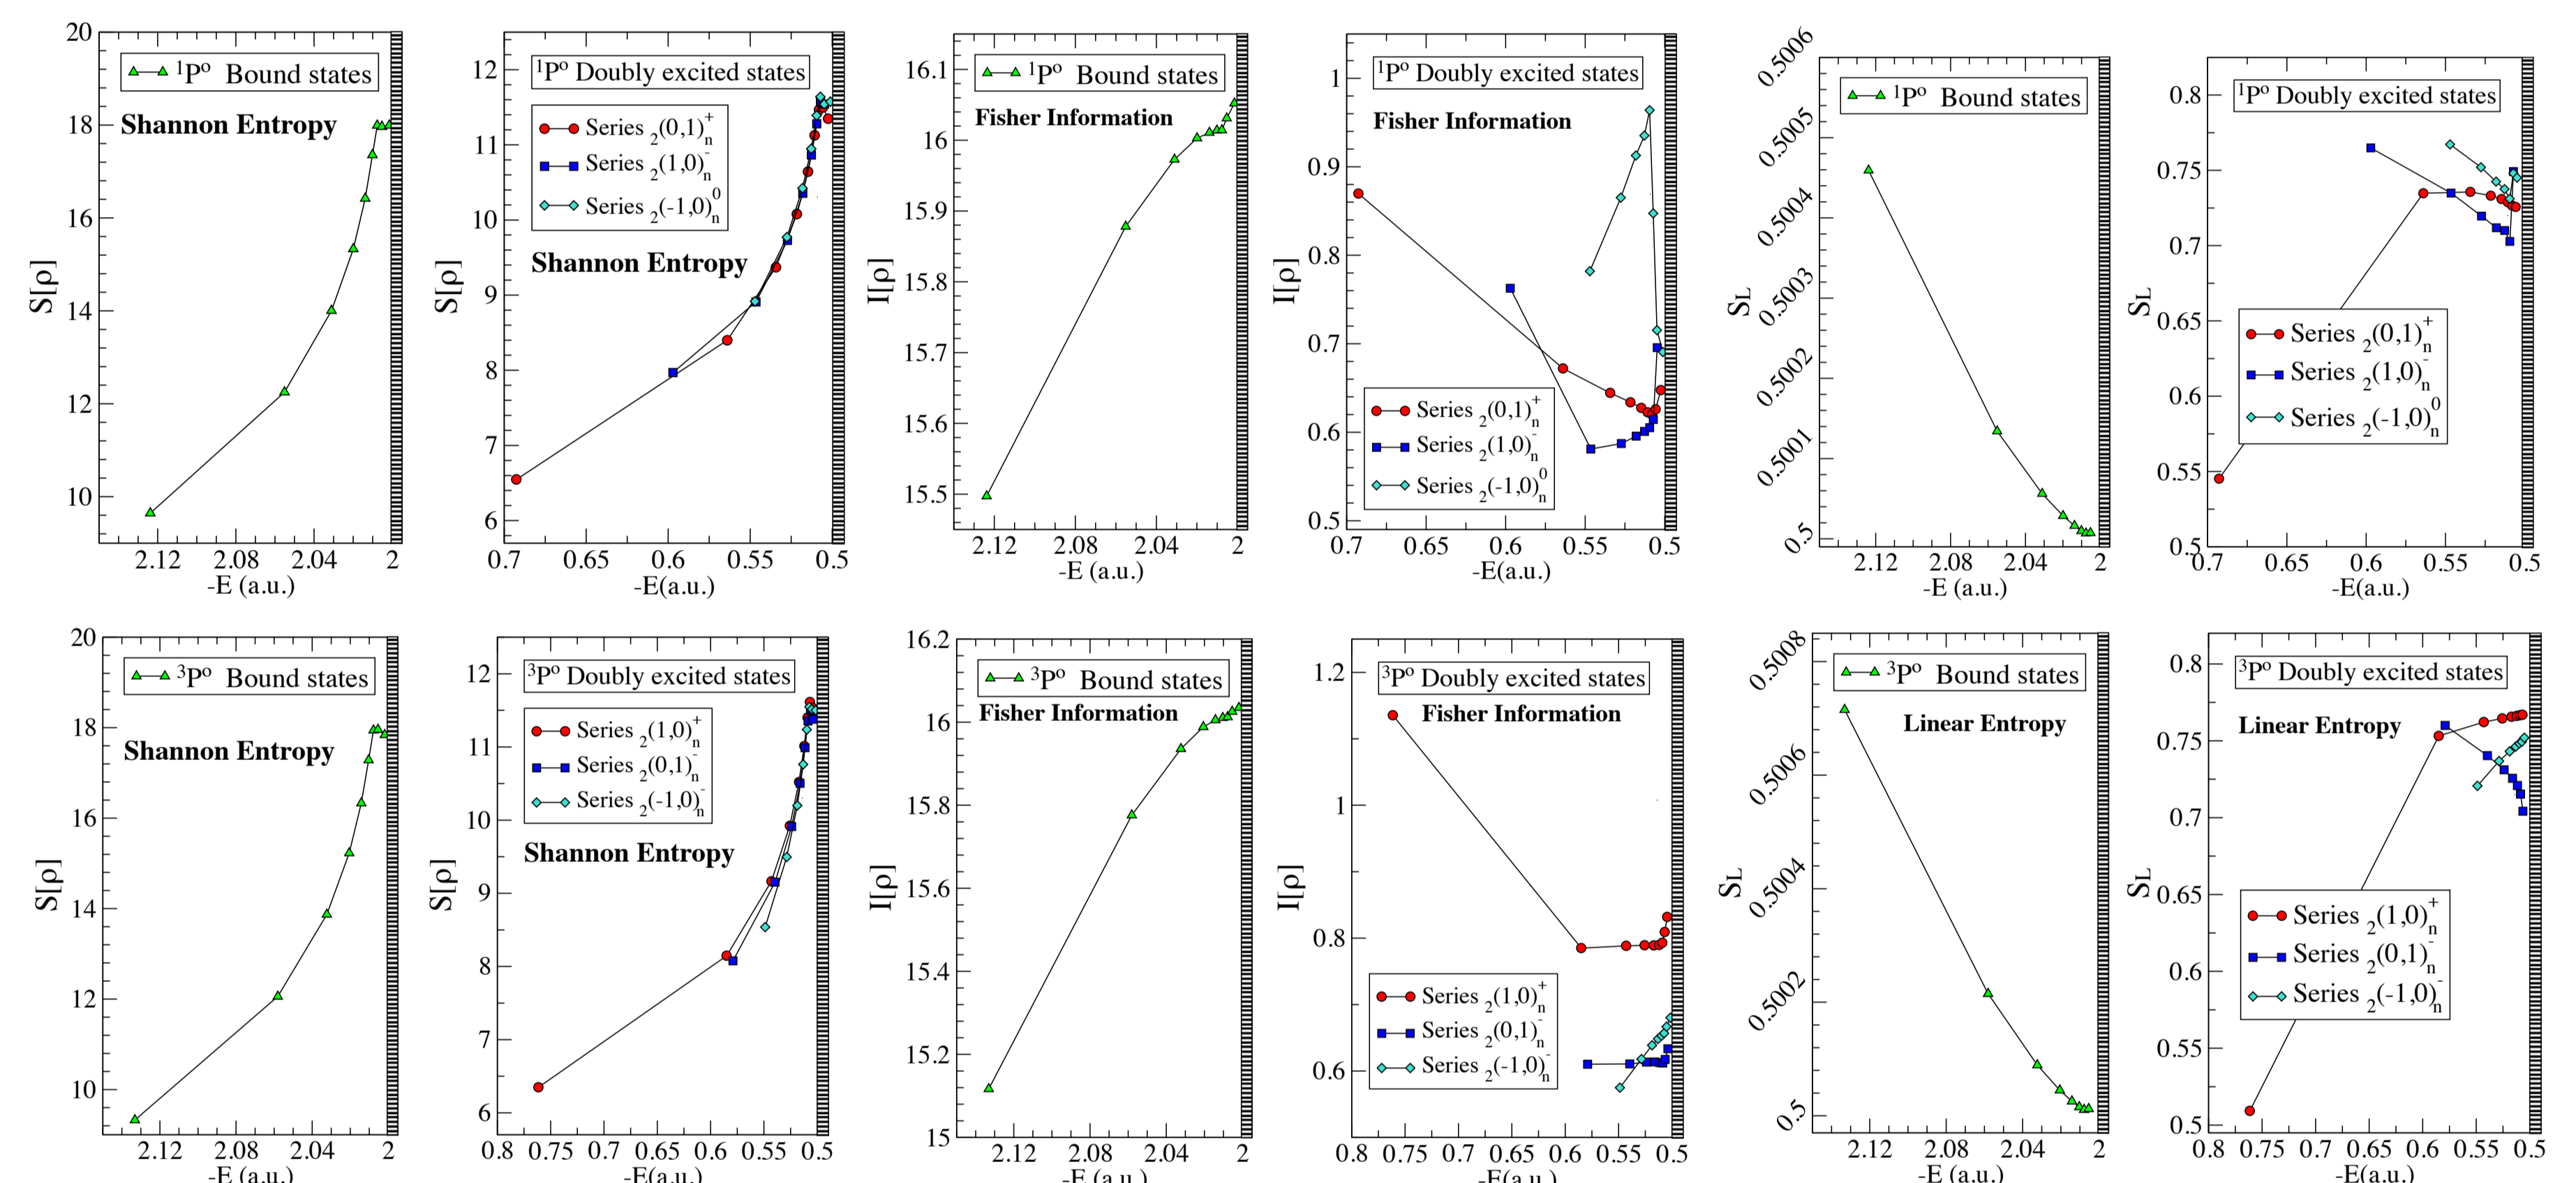 20
18
16
14
12
10
S[ρ]
¹Pᵒ Bound states
Shannon Entropy
2.12 2.08 2.04 2
-E (a.u.)
12
11
10
9
8
7
6
S[ρ]
¹Pᵒ Doubly excited states
Series ₂(0,1)ₙ⁺
Series ₂(1,0)ₙ⁻
Series ₂(-1,0)ₙ⁰
Shannon Entropy
0.7 0.65 0.6 0.55 0.5
-E(a.u.)
16.1
16
15.9
15.8
15.7
15.6
15.5
I[ρ]
¹Pᵒ Bound states
Fisher Information
2.12 2.08 2.04 2
-E (a.u.)
1
0.9
0.8
0.7
0.6
0.5
I[ρ]
¹Pᵒ Doubly excited states
Fisher Information
Series ₂(0,1)ₙ⁺
Series ₂(1,0)ₙ⁻
Series ₂(-1,0)ₙ⁰
0.7 0.65 0.6 0.55 0.5
-E(a.u.)
0.5006
0.5005
0.5004
0.5003
0.5002
0.5001
0.5
SL
¹Pᵒ Bound states
2.12 2.08 2.04 2
-E (a.u.)
0.8
0.75
0.7
0.65
0.6
0.55
0.5
SL
¹Pᵒ Doubly excited states
Series ₂(0,1)ₙ⁺
Series ₂(1,0)ₙ⁻
Series ₂(-1,0)ₙ⁰
0.7 0.65 0.6 0.55 0.5
-E(a.u.)
20
18
16
14
12
10
S[ρ]
³Pᵒ Bound states
Shannon Entropy
2.12 2.08 2.04 2
-E (a.u.)
12
11
10
9
8
7
6
S[ρ]
³Pᵒ Doubly excited states
Series ₂(1,0)ₙ⁺
Series ₂(0,1)ₙ⁻
Series ₂(-1,0)ₙ⁻
Shannon Entropy
0.8 0.75 0.7 0.65 0.6 0.55 0.5
-E(a.u.)
16.2
16
15.8
15.6
15.4
15.2
15
I[ρ]
³Pᵒ Bound states
Fisher Information
2.12 2.08 2.04 2
-E (a.u.)
1.2
1
0.8
0.6
I[ρ]
³Pᵒ Doubly excited states
Fisher Information
Series ₂(1,0)ₙ⁺
Series ₂(0,1)ₙ⁻
Series ₂(-1,0)ₙ⁻
0.8 0.75 0.7 0.65 0.6 0.55 0.5
-E(a.u.)
0.5008
0.5006
0.5004
0.5002
0.5
SL
³Pᵒ Bound states
Linear Entropy
2.12 2.08 2.04 2
-E (a.u.)
0.8
0.75
0.7
0.65
0.6
0.55
0.5
SL
³Pᵒ Doubly excited states
Linear Entropy
Series ₂(1,0)ₙ⁺
Series ₂(0,1)ₙ⁻
Series ₂(-1,0)ₙ⁻
0.8 0.75 0.7 0.65 0.6 0.55 0.5
-E(a.u.)